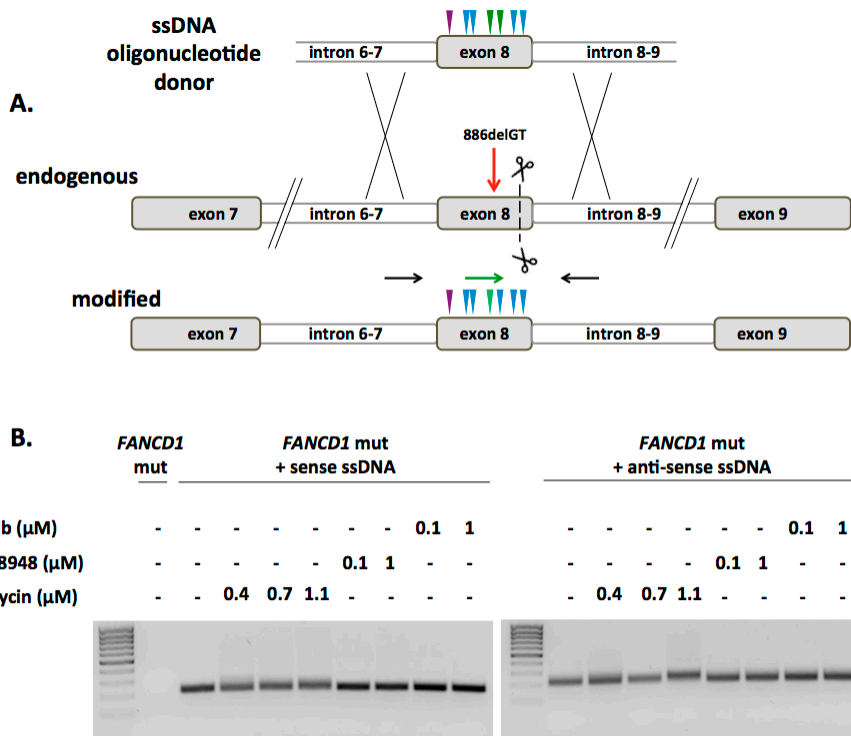 ssDNA
oligonucleotide
donor
intron 6-7 exon 8 intron 8-9
A.
886delGT
endogenous
exon 7 intron 6-7 exon 8 intron 8-9 exon 9
modified
exon 7 intron 6-7 exon 8 intron 8-9 exon 9
B.
FANCD1
mut
FANCD1 mut
+ sense ssDNA
FANCD1 mut
+ anti-sense ssDNA
b (μM) - - - - - - - 0.1 1 - - - - - - 0.1 1
8948 (μM) - - - - - 0.1 1 - - - - - - 0.1 1 - -
ycin (μM) - - 0.4 0.7 1.1 - - - - - 0.4 0.7 1.1 - - - -